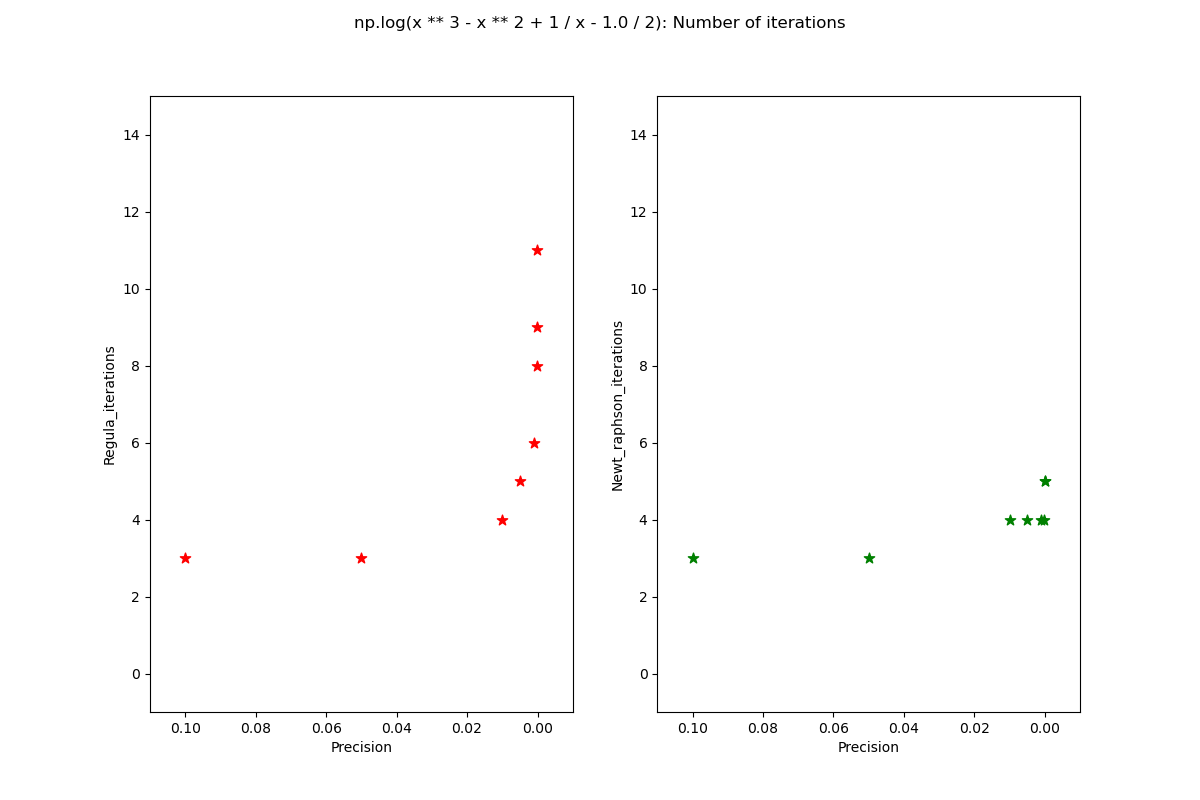 np.log(x ** 3 - x ** 2 + 1 / x - 1.0 / 2): Number of iterations
Regula_iterations
14
12
10
8
6
4
2
0
0.10 0.08 0.06 0.04 0.02 0.00
Precision
Newt_raphson_iterations
14
12
10
8
6
4
2
0
0.10 0.08 0.06 0.04 0.02 0.00
Precision